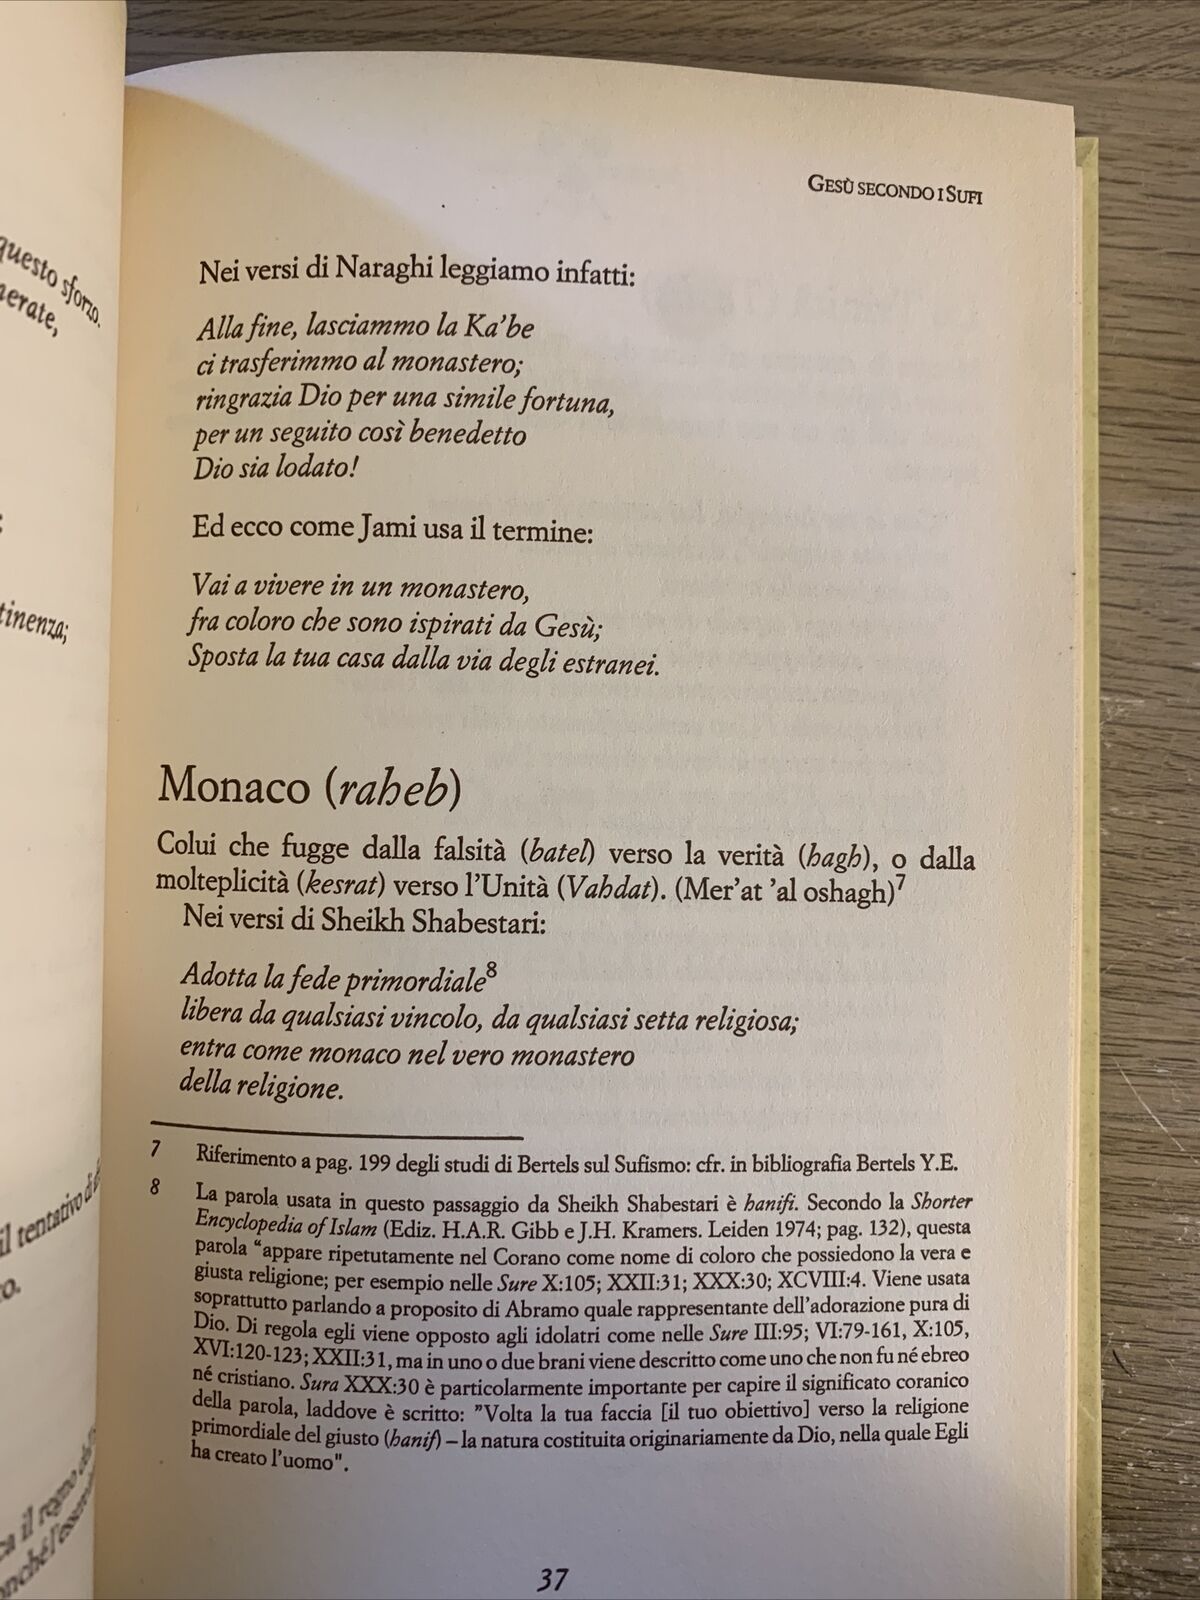 questo sforzo.
tinenza;
il tentativo di
GESÙ SECONDO I SUFI
Nei versi di Naraghi leggiamo infatti:
Alla fine, lasciammo la Ka'be
ci trasferimmo al monastero;
ringrazia Dio per una simile fortuna,
per un seguito così benedetto
Dio sia lodato!
Ed ecco come Jami usa il termine:
Vai a vivere in un monastero,
fra coloro che sono ispirati da Gesù;
Sposta la tua casa dalla via degli estranei.
Monaco (raheb)
Colui che fugge dalla falsità (batel) verso la verità (hagh), o dalla
molteplicità (kesrat) verso l'Unità (Vahdat). (Mer'at 'al oshagh)7
Nei versi di Sheikh Shabestari:
Adotta la fede primordiale8
libera da qualsiasi vincolo, da qualsiasi setta religiosa;
entra come monaco nel vero monastero
della religione.
7 Riferimento a pag. 199 degli studi di Bertels sul Sufismo: cfr. in bibliografia Bertels Y.E.
8 La parola usata in questo passaggio da Sheikh Shabestari è hanifi. Secondo la Shorter
Encyclopedia of Islam (Ediz. H.A.R. Gibb e J.H. Kramers. Leiden 1974; pag. 132), questa
parola "appare ripetutamente nel Corano come nome di coloro che possiedono la vera e
giusta religione; per esempio nelle Sure X:105; XXII:31; XXX:30; XCVIII:4. Viene usata
soprattutto parlando a proposito di Abramo quale rappresentante dell'adorazione pura di
Dio. Di regola egli viene opposto agli idolatri come nelle Sure III:95; VI:79-161, X:105,
XVI:120-123; XXII:31, ma in uno o due brani viene descritto come uno che non fu né ebreo
né cristiano. Sura XXX:30 è particolarmente importante per capire il significato coranico
della parola, laddove è scritto: "Volta la tua faccia [il tuo obiettivo] verso la religione
primordiale del giusto (hanif) – la natura costituita originariamente da Dio, nella quale Egli
ha creato l'uomo".
37